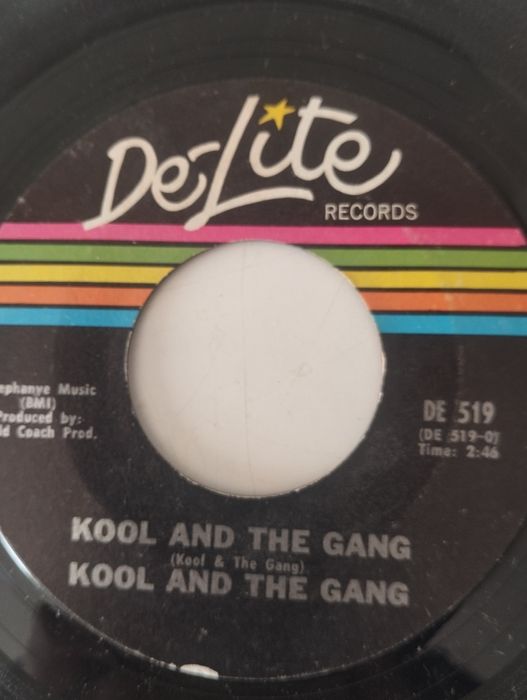 De-Lite
RECORDS
ephanye Music
(BMI)
Produced by:
ld Coach Prod.
DE 519
(DE 519-0)
Time: 2:46
KOOL AND THE GANG
(Kool & The Gang)
KOOL AND THE GANG